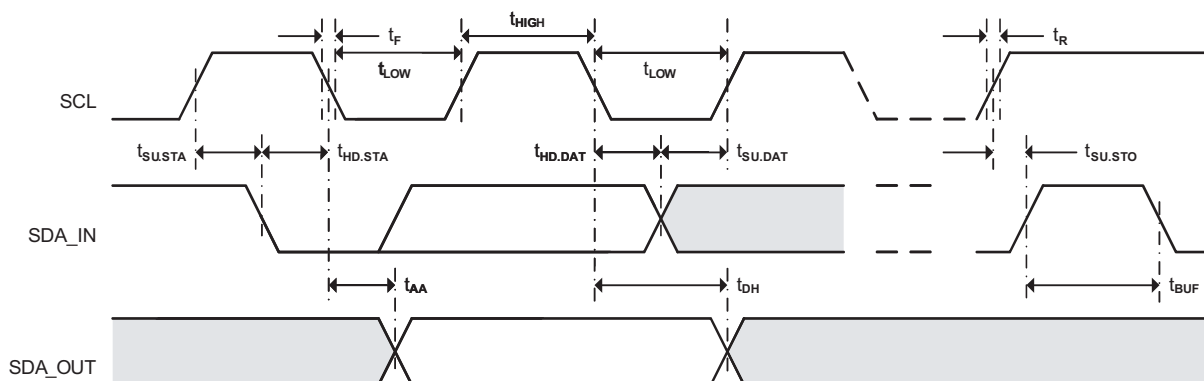 tHIGH
tF
tR
tLOW
tLOW
SCL
tSU.STA
tHD.STA
tHD.DAT
tSU.DAT
tSU.STO
SDA_IN
tAA
tDH
tBUF
SDA_OUT